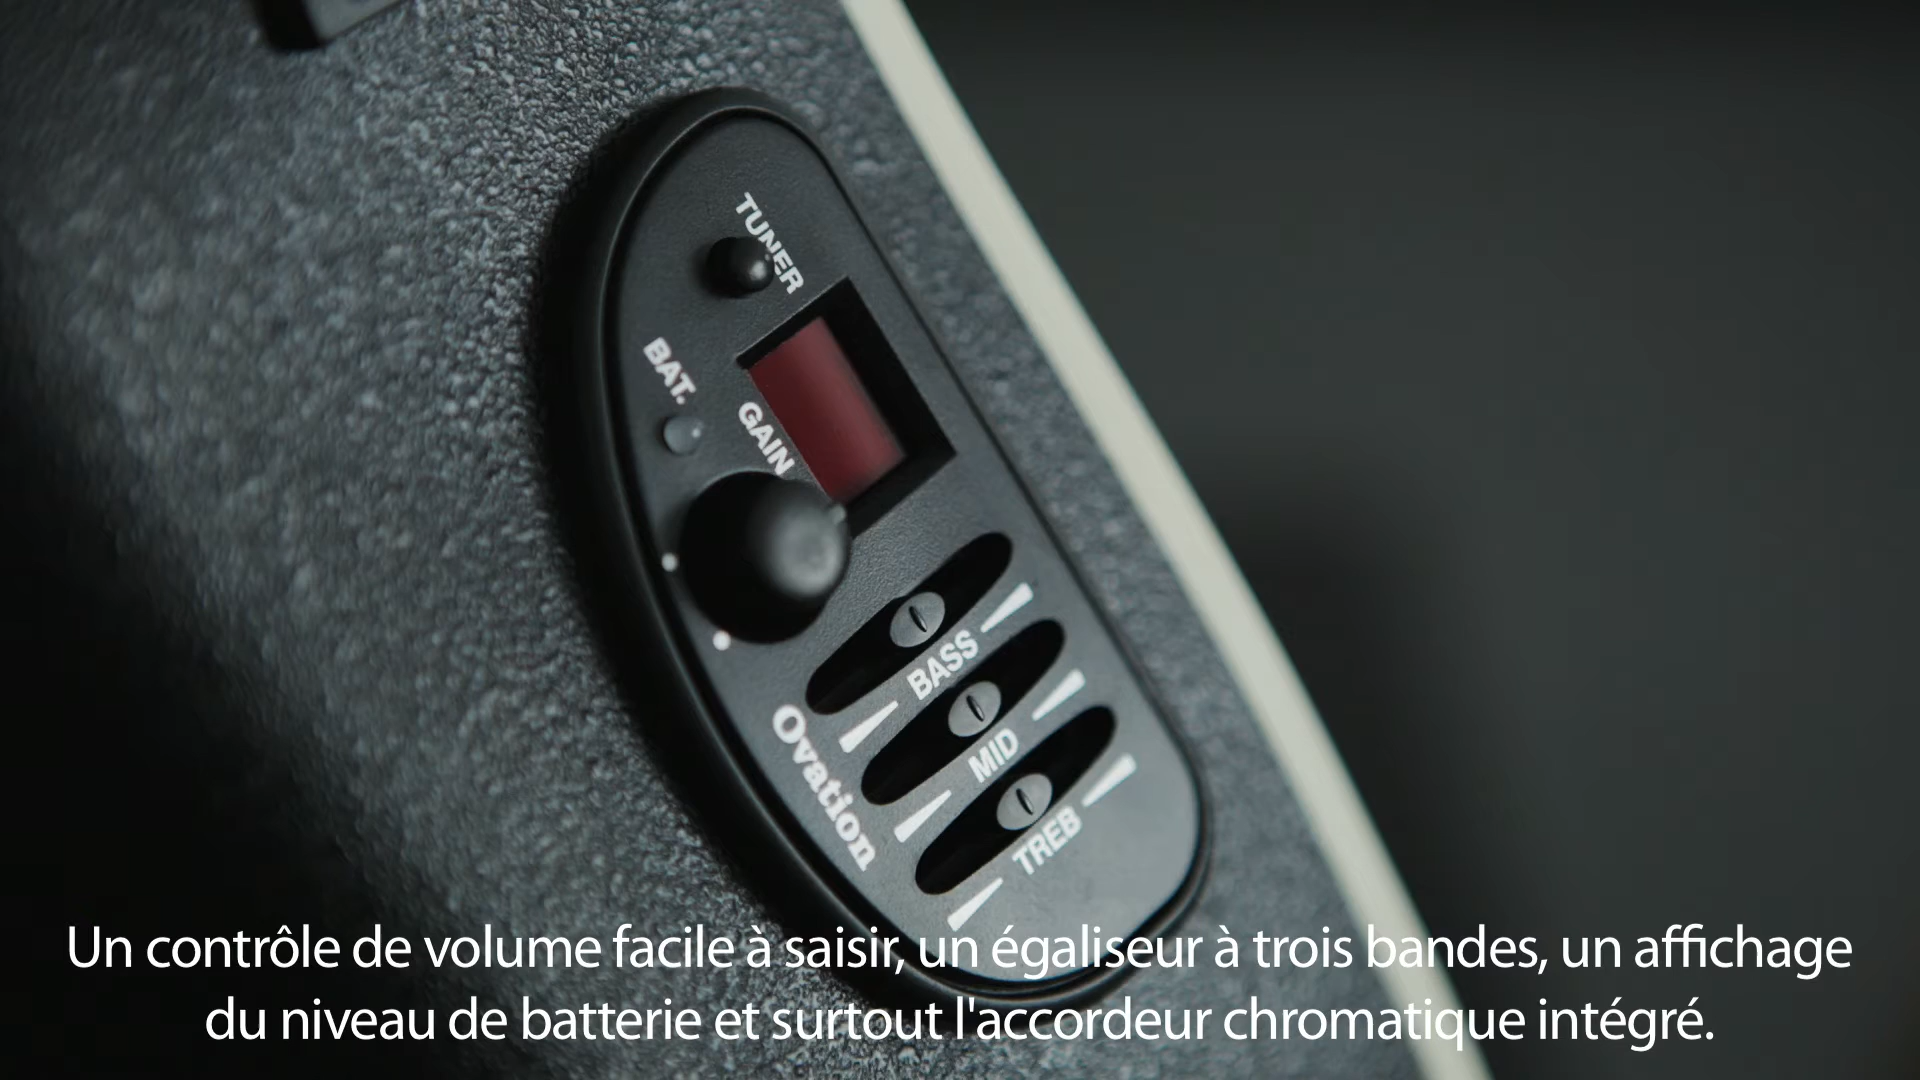 TUNER
BAT.
GAIN
BASS
MID
TREB
Ovation
Un contrôle de volume facile à saisir, un égaliseur à trois bandes, un affichage
du niveau de batterie et surtout l'accordeur chromatique intégré.